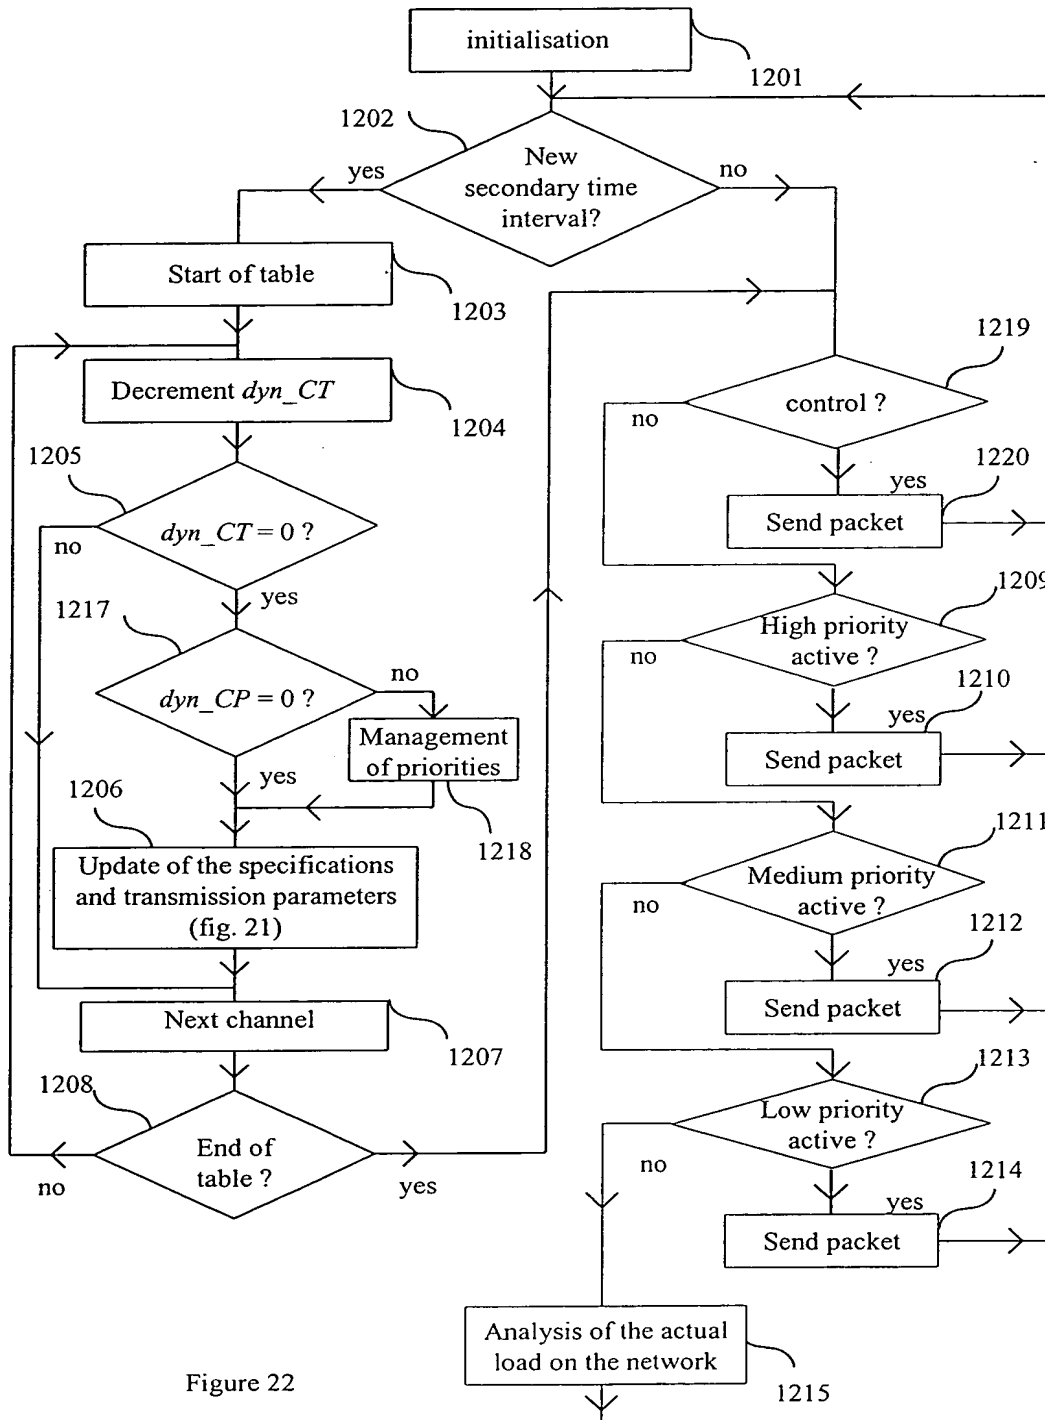 initialisation
1201
1202
New
secondary time
interval?
yes
no
Start of table
1203
Decrement dyn_CT
1204
1205
dyn_CT = 0 ?
no
yes
1217
dyn_CP = 0 ?
no
yes
Management
of priorities
1218
1206
Update of the specifications
and transmission parameters
(fig. 21)
Next channel
1207
1208
End of
table ?
no
yes
1219
control ?
no
yes
1220
Send packet
1209
High priority
active ?
no
yes
1210
Send packet
1211
Medium priority
active ?
no
yes
1212
Send packet
1213
Low priority
active ?
no
yes
1214
Send packet
Analysis of the actual
load on the network
1215
Figure 22